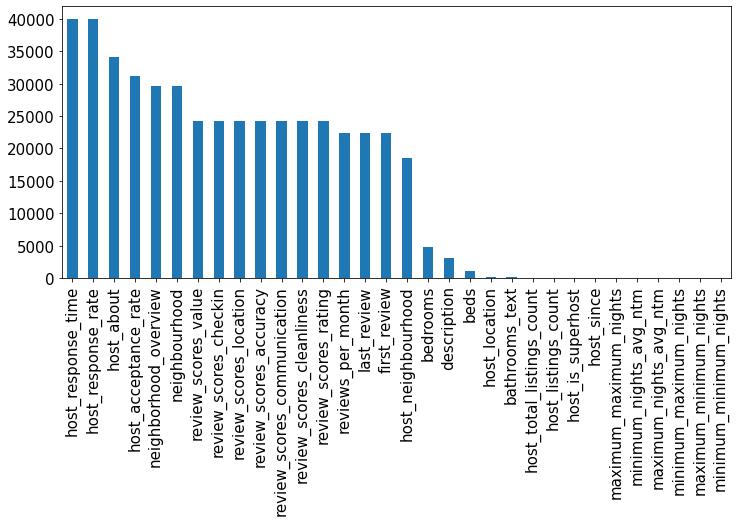 40000
35000
30000
25000
20000
15000
10000
5000
0
host_response_time
host_response_rate
host_about
host_acceptance_rate
neighborhood_overview
neighbourhood
review_scores_value
review_scores_checkin
review_scores_location
review_scores_accuracy
review_scores_communication
review_scores_cleanliness
review_scores_rating
reviews_per_month
last_review
first_review
host_neighbourhood
bedrooms
description
beds
host_location
bathrooms_text
host_total_listings_count
host_listings_count
host_is_superhost
host_since
maximum_maximum_nights
minimum_nights_avg_ntm
maximum_nights_avg_ntm
minimum_maximum_nights
maximum_minimum_nights
minimum_minimum_nights